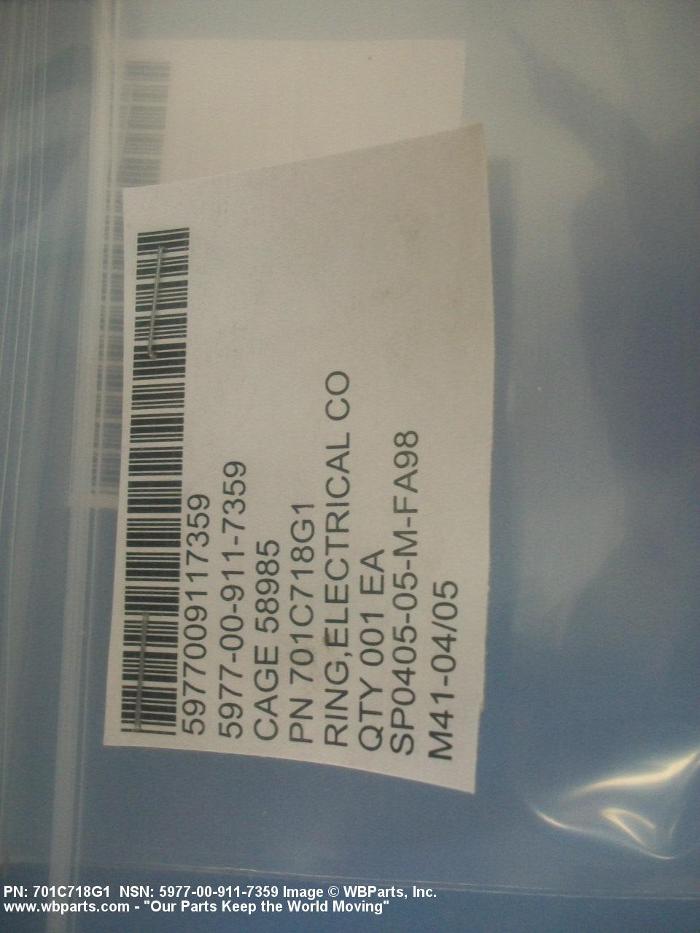 5977009117359
5977-00-911-7359
CAGE 58985
PN 701C718G1
RING,ELECTRICAL CO
QTY 001 EA
SP0405-05-M-FA98
M41-04/05
PN: 701C718G1 NSN: 5977-00-911-7359 Image © WBParts, Inc.
www.wbparts.com - "Our Parts Keep the World Moving"